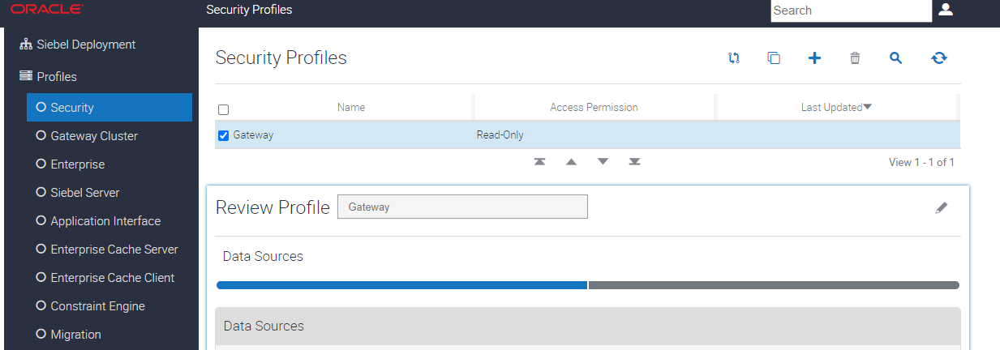 ORACLE
Security Profiles
Search
Siebel Deployment
Profiles
Security
Gateway Cluster
Enterprise
Siebel Server
Application Interface
Enterprise Cache Server
Enterprise Cache Client
Constraint Engine
Migration
Security Profiles
Name Access Permission Last Updated
Gateway Read-Only
View 1 - 1 of 1
Review Profile Gateway
Data Sources
Data Sources